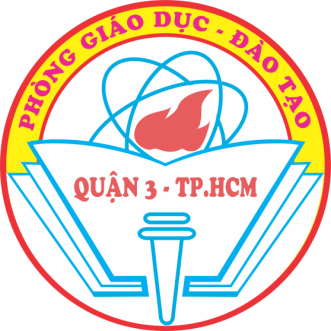 PHÒNG GIÁO DỤC - ĐÀO TẠO
QUẬN 3 - TP.HCM